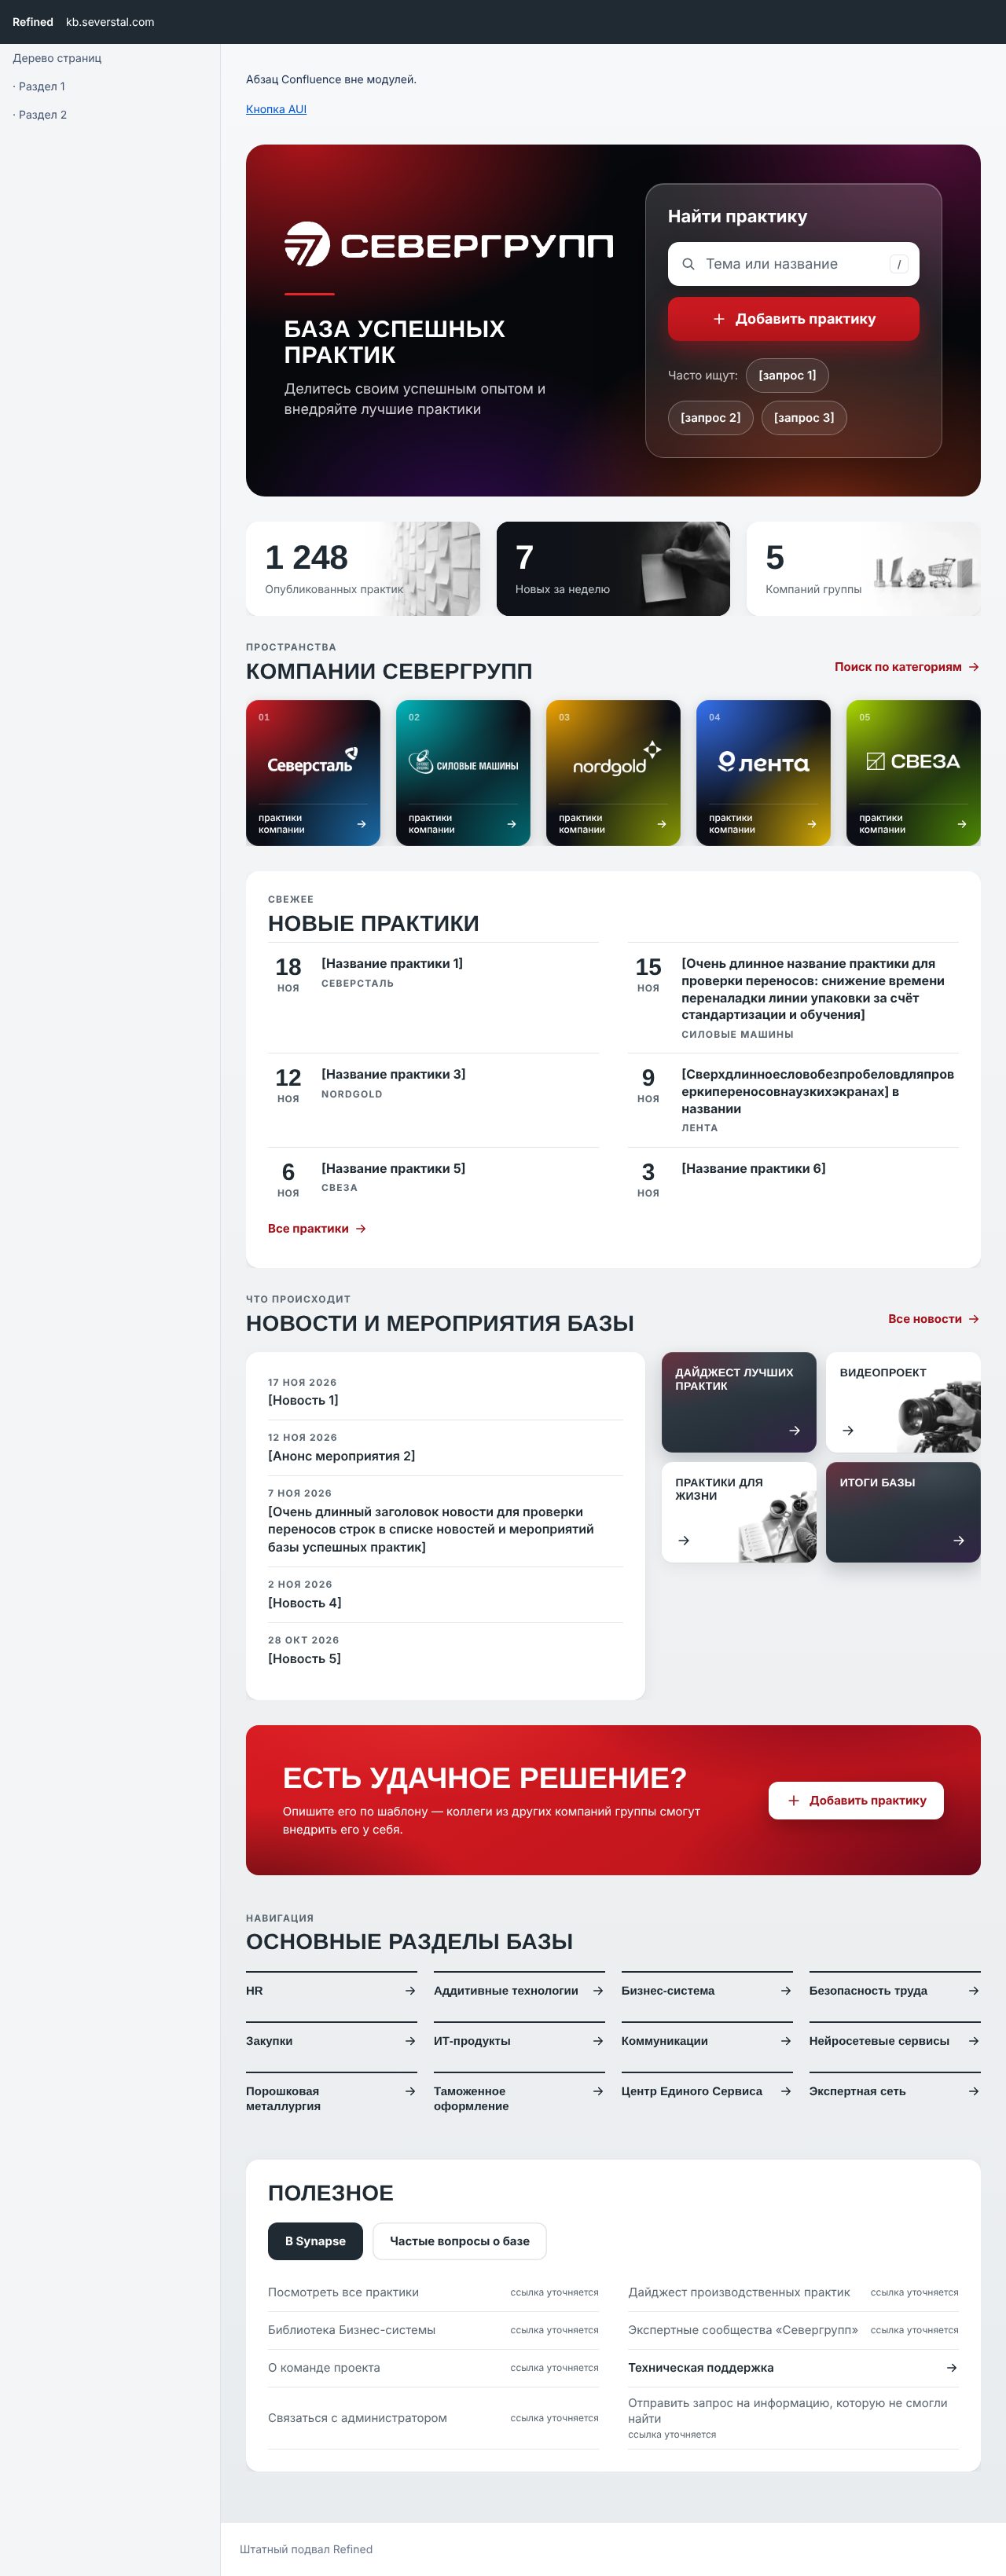 Refined kb.severstal.com
Дерево страниц
· Раздел 1
· Раздел 2
Абзац Confluence вне модулей.
Кнопка AUI
СЕВЕРГРУПП
БАЗА УСПЕШНЫХ
ПРАКТИК
Делитесь своим успешным опытом и
внедряйте лучшие практики
Найти практику
Тема или название /
+ Добавить практику
Часто ищут: [запрос 1]
[запрос 2] [запрос 3]
1 248
Опубликованных практик
7
Новых за неделю
5
Компаний группы
ПРОСТРАНСТВА
КОМПАНИИ СЕВЕРГРУПП
Поиск по категориям →
01
Северсталь
практики
компании →
02
СИЛОВЫЕ МАШИНЫ
практики
компании →
03
nordgold
практики
компании →
04
лента
практики
компании →
05
СВЕЗА
практики
компании →
СВЕЖЕЕ
НОВЫЕ ПРАКТИКИ
18
НОЯ
[Название практики 1]
СЕВЕРСТАЛЬ
15
НОЯ
[Очень длинное название практики для
проверки переносов: снижение времени
переналадки линии упаковки за счёт
стандартизации и обучения]
СИЛОВЫЕ МАШИНЫ
12
НОЯ
[Название практики 3]
NORDGOLD
9
НОЯ
[Сверхдлинноесловобезпробеловдляпров
еркипереносовнаузкихэкранах] в
названии
ЛЕНТА
6
НОЯ
[Название практики 5]
СВЕЗА
3
НОЯ
[Название практики 6]
Все практики →
ЧТО ПРОИСХОДИТ
НОВОСТИ И МЕРОПРИЯТИЯ БАЗЫ
Все новости →
17 НОЯ 2026
[Новость 1]
12 НОЯ 2026
[Анонс мероприятия 2]
7 НОЯ 2026
[Очень длинный заголовок новости для проверки
переносов строк в списке новостей и мероприятий
базы успешных практик]
2 НОЯ 2026
[Новость 4]
28 ОКТ 2026
[Новость 5]
ДАЙДЖЕСТ ЛУЧШИХ
ПРАКТИК
→
ВИДЕОПРОЕКТ
→
ПРАКТИКИ ДЛЯ
ЖИЗНИ
→
ИТОГИ БАЗЫ
→
ЕСТЬ УДАЧНОЕ РЕШЕНИЕ?
Опишите его по шаблону — коллеги из других компаний группы смогут
внедрить его у себя.
+ Добавить практику
НАВИГАЦИЯ
ОСНОВНЫЕ РАЗДЕЛЫ БАЗЫ
HR →
Аддитивные технологии →
Бизнес-система →
Безопасность труда →
Закупки →
ИТ-продукты →
Коммуникации →
Нейросетевые сервисы →
Порошковая
металлургия →
Таможенное
оформление →
Центр Единого Сервиса →
Экспертная сеть →
ПОЛЕЗНОЕ
В Synapse
Частые вопросы о базе
Посмотреть все практики ссылка уточняется
Дайджест производственных практик ссылка уточняется
Библиотека Бизнес-системы ссылка уточняется
Экспертные сообщества «Севергрупп» ссылка уточняется
О команде проекта ссылка уточняется
Техническая поддержка →
Связаться с администратором ссылка уточняется
Отправить запрос на информацию, которую не смогли
найти
ссылка уточняется
Штатный подвал Refined